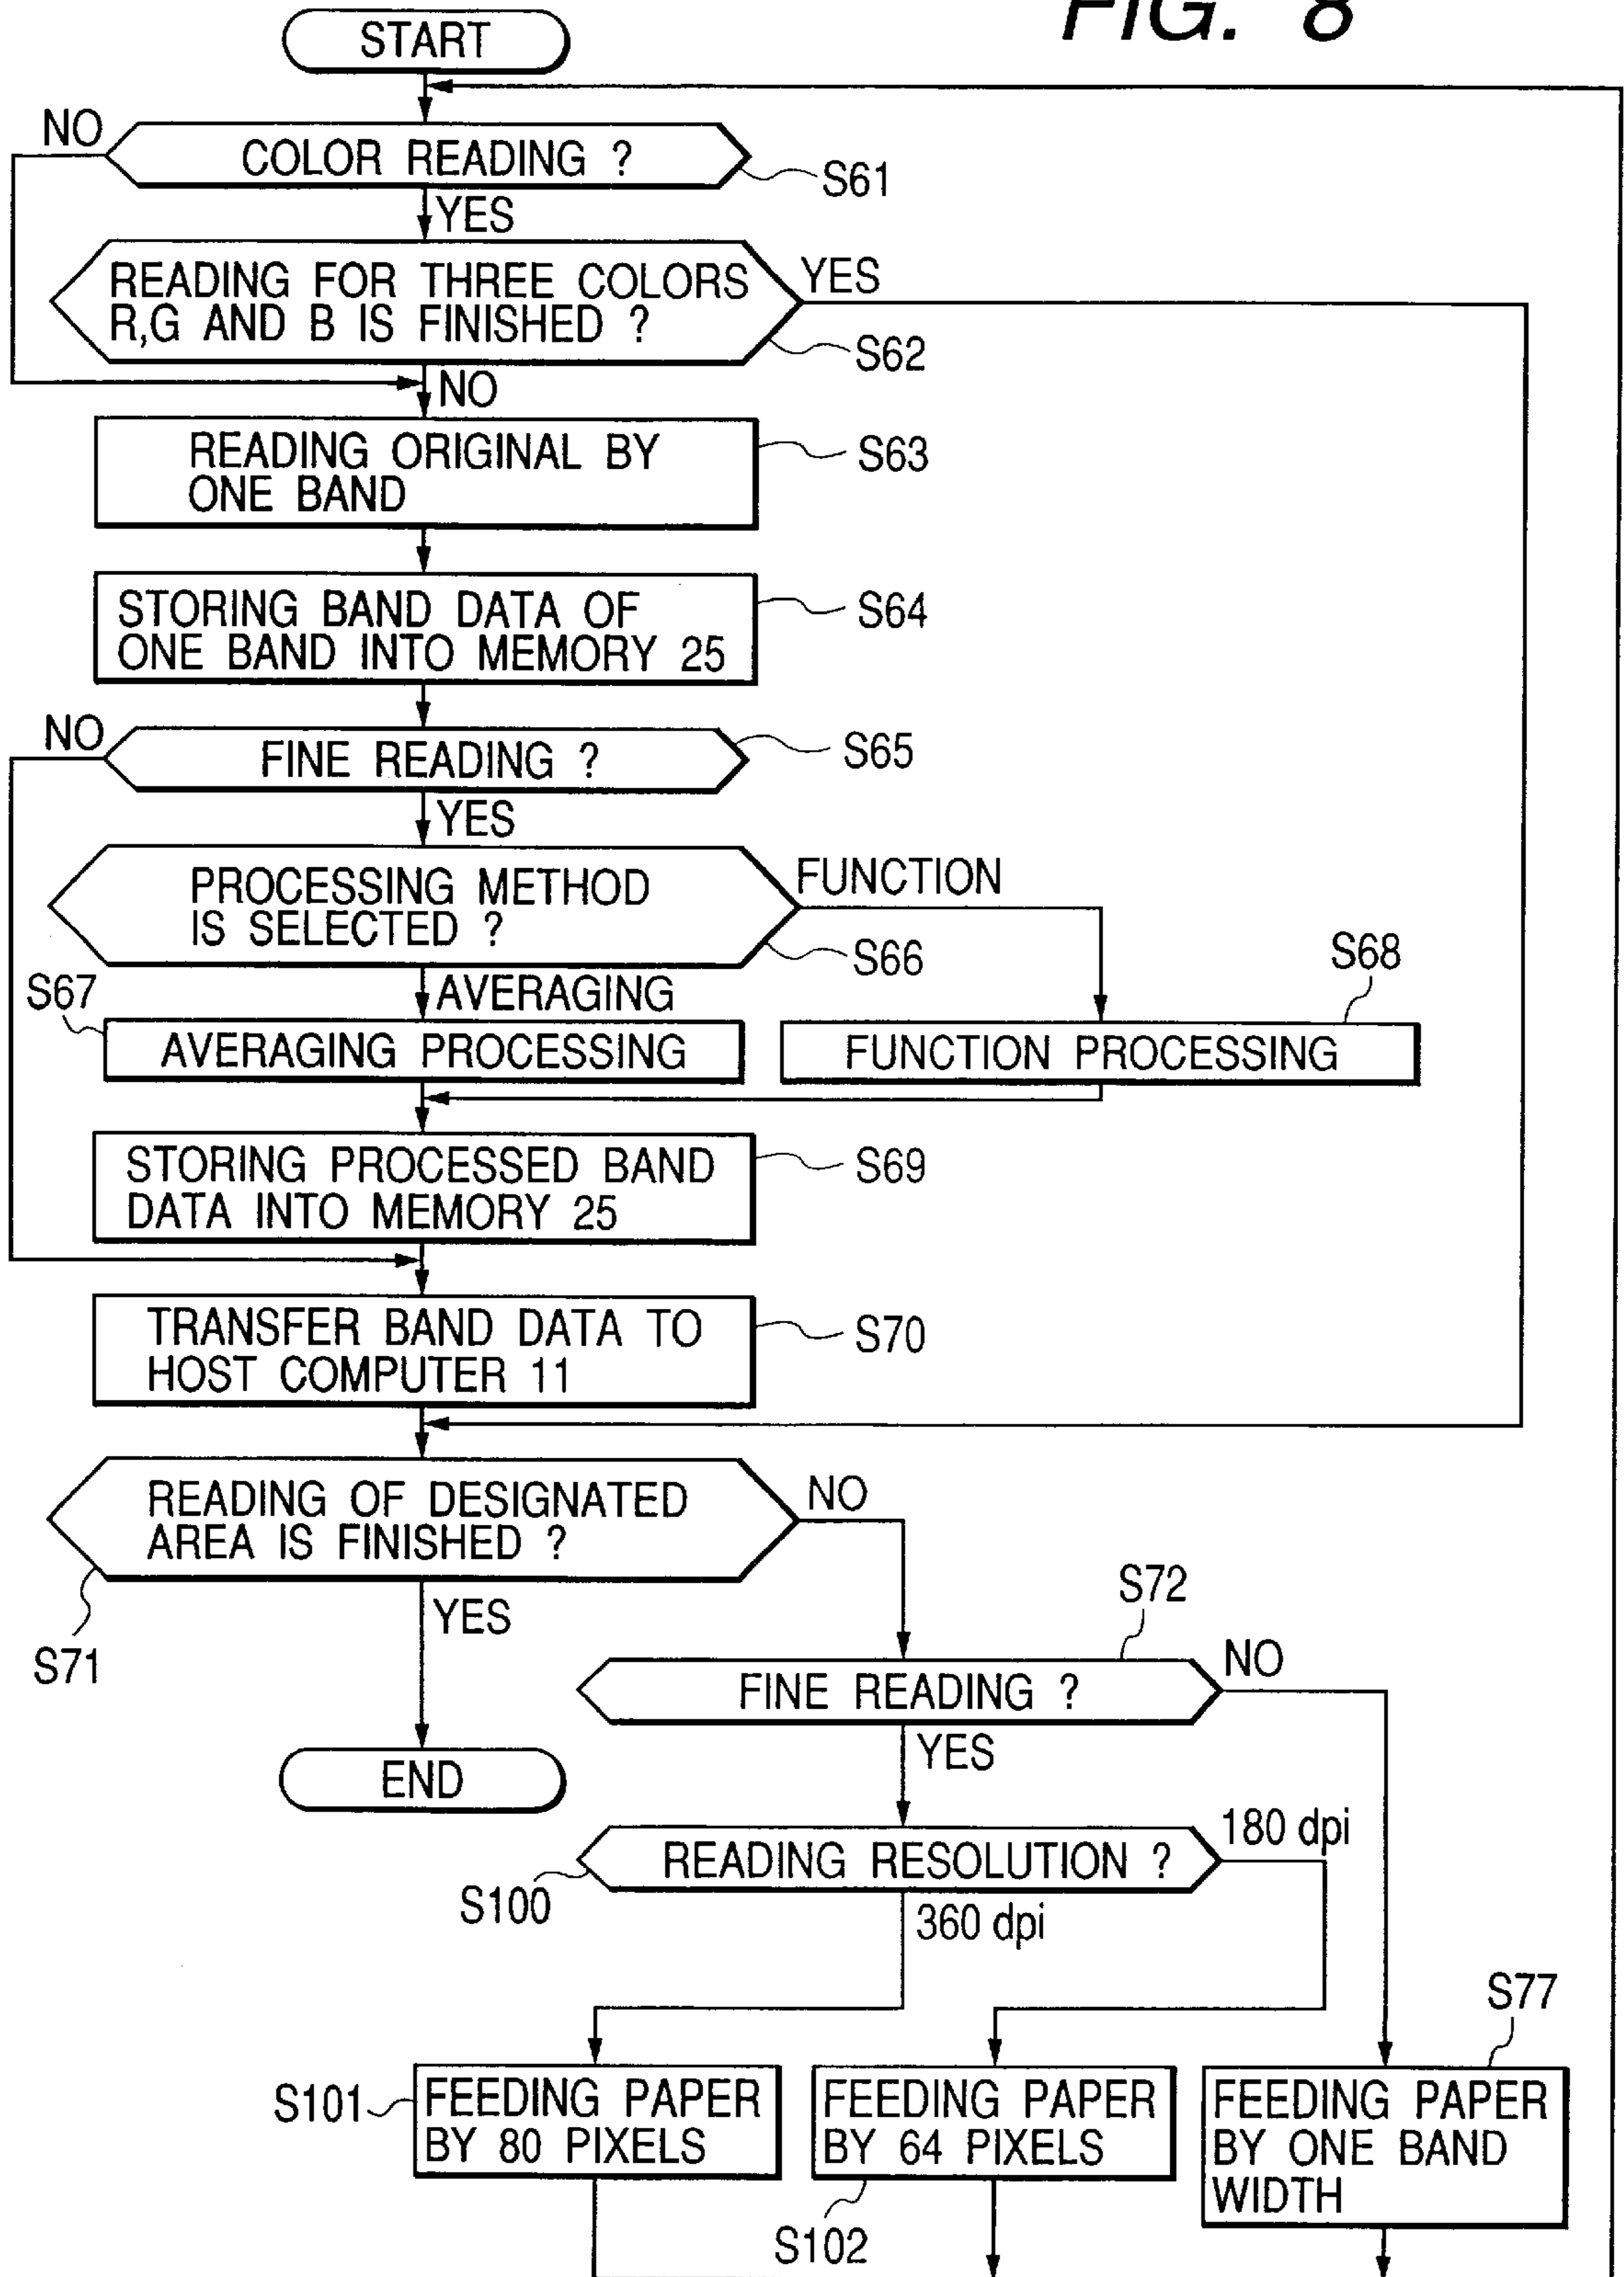 FIG. 8
START
NO
COLOR READING ?
S61
YES
READING FOR THREE COLORS
R,G AND B IS FINISHED ?
YES
S62
NO
READING ORIGINAL BY
ONE BAND
S63
STORING BAND DATA OF
ONE BAND INTO MEMORY 25
S64
NO
FINE READING ?
S65
YES
PROCESSING METHOD
IS SELECTED ?
FUNCTION
S66
S68
S67
AVERAGING
AVERAGING PROCESSING
FUNCTION PROCESSING
STORING PROCESSED BAND
DATA INTO MEMORY 25
S69
TRANSFER BAND DATA TO
HOST COMPUTER 11
S70
READING OF DESIGNATED
AREA IS FINISHED ?
NO
S71
YES
S72
FINE READING ?
NO
YES
END
READING RESOLUTION ?
180 dpi
S100
360 dpi
S77
S101
FEEDING PAPER
BY 80 PIXELS
FEEDING PAPER
BY 64 PIXELS
FEEDING PAPER
BY ONE BAND
WIDTH
S102